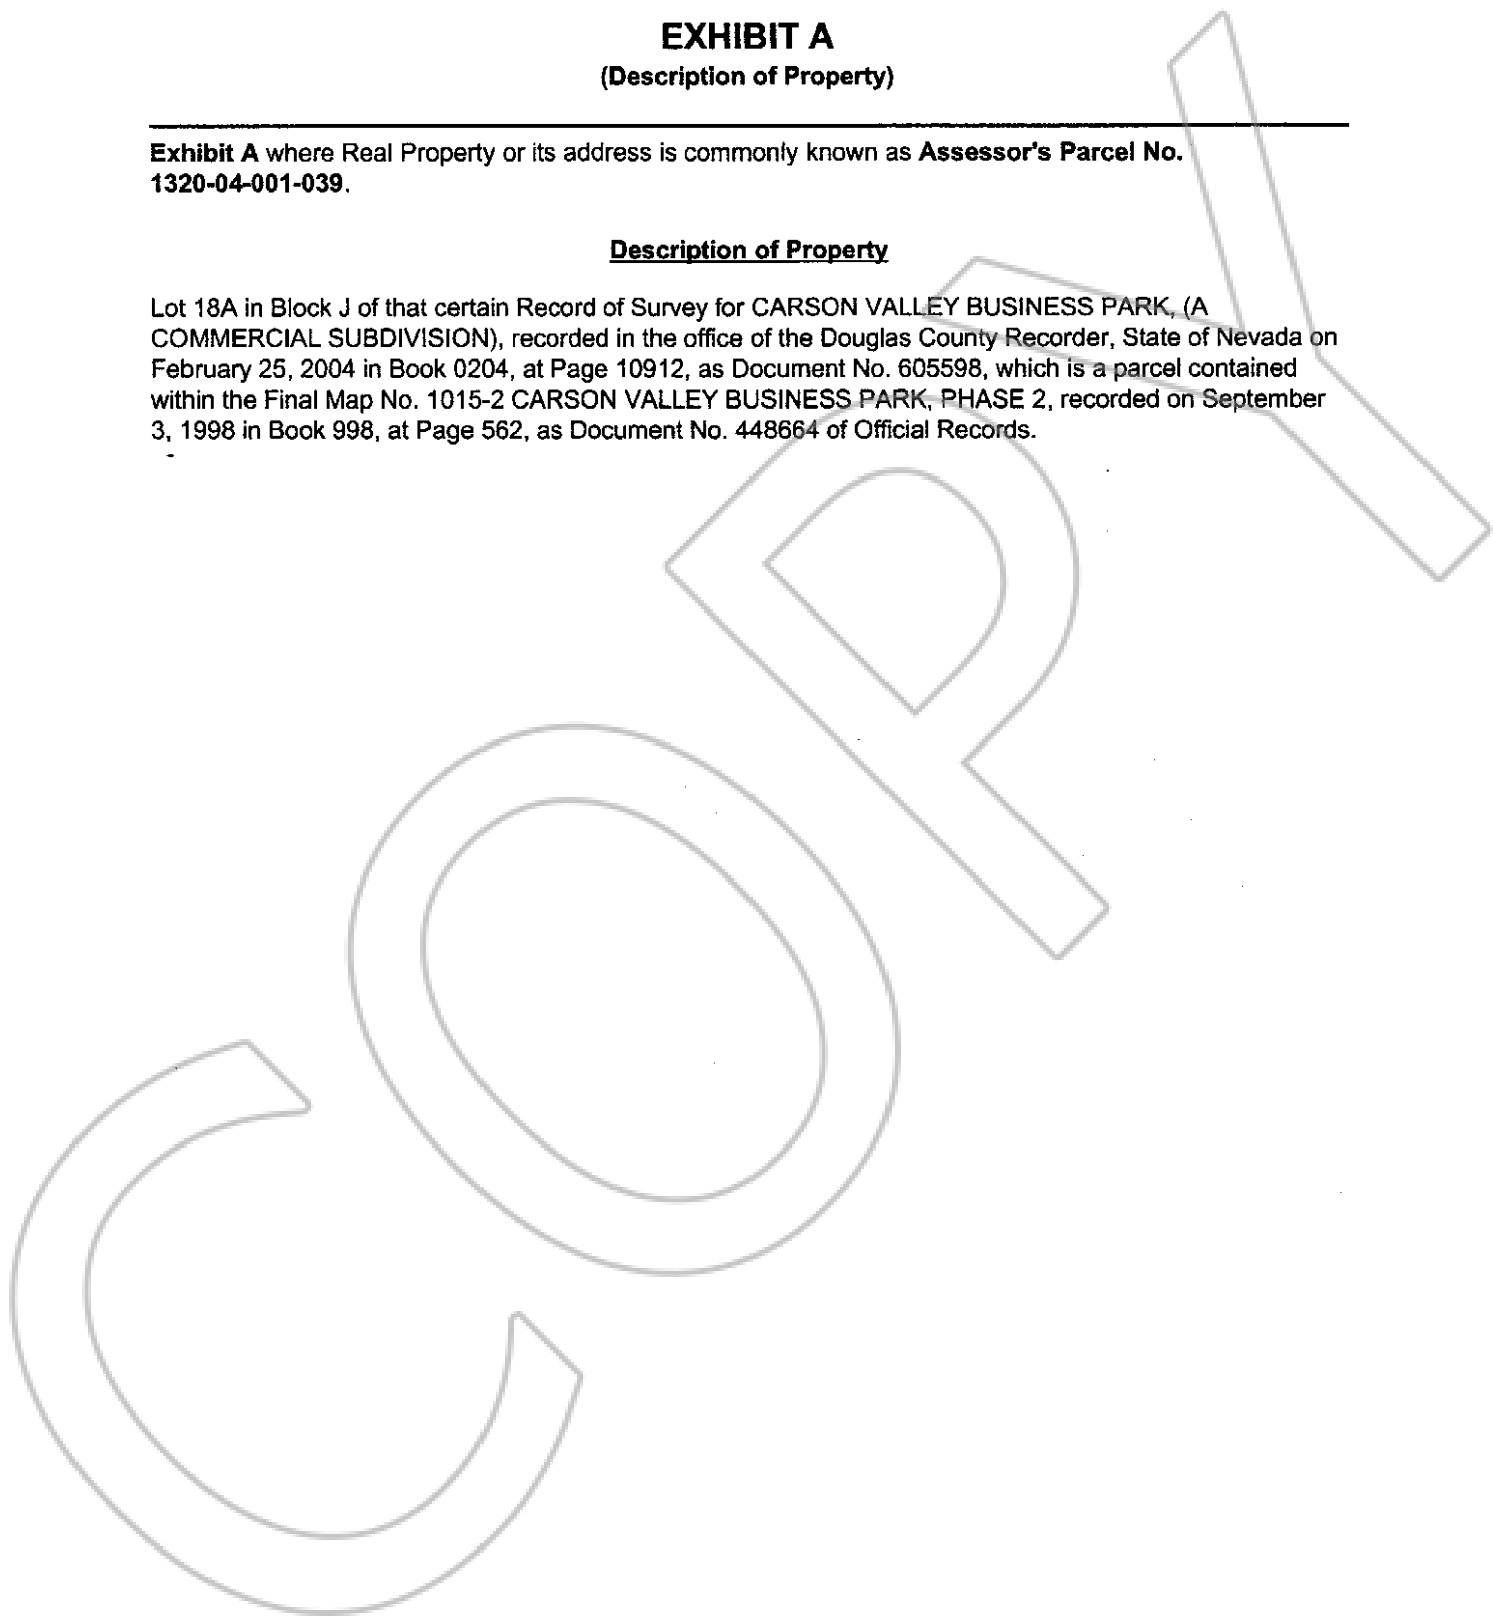 EXHIBIT A
(Description of Property)
Exhibit A where Real Property or its address is commonly known as Assessor's Parcel No.
1320-04-001-039.
Description of Property
Lot 18A in Block J of that certain Record of Survey for CARSON VALLEY BUSINESS PARK, (A
COMMERCIAL SUBDIVISION), recorded in the office of the Douglas County Recorder, State of Nevada on
February 25, 2004 in Book 0204, at Page 10912, as Document No. 605598, which is a parcel contained
within the Final Map No. 1015-2 CARSON VALLEY BUSINESS PARK, PHASE 2, recorded on September
3, 1998 in Book 998, at Page 562, as Document No. 448664 of Official Records.
COPY